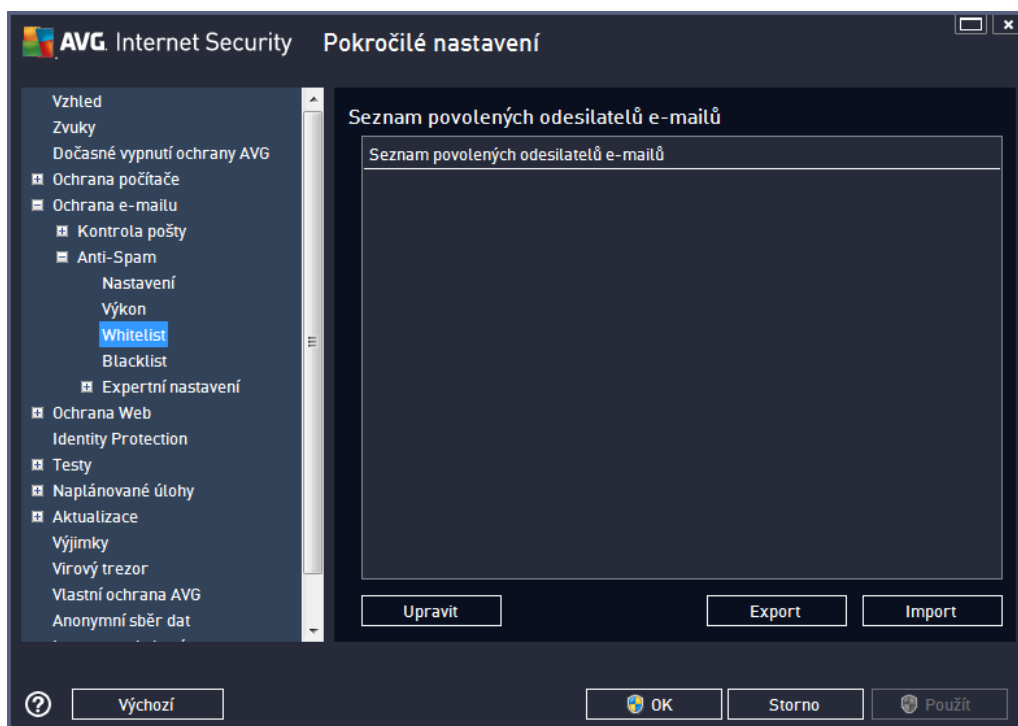 AVG. Internet Security
Pokročilé nastavení
Vzhled
Zvuky
Dočasné vypnutí ochrany AVG
Ochrana počítače
Ochrana e-mailu
Kontrola pošty
Anti-Spam
Nastavení
Výkon
Whitelist
Blacklist
Expertní nastavení
Ochrana Web
Identity Protection
Testy
Naplánované úlohy
Aktualizace
Výjimky
Virový trezor
Vlastní ochrana AVG
Anonymní sběr dat
Seznam povolených odesilatelů e-mailů
Seznam povolených odesilatelů e-mailů
Upravit
Export
Import
Výchozí
OK
Storno
Použít